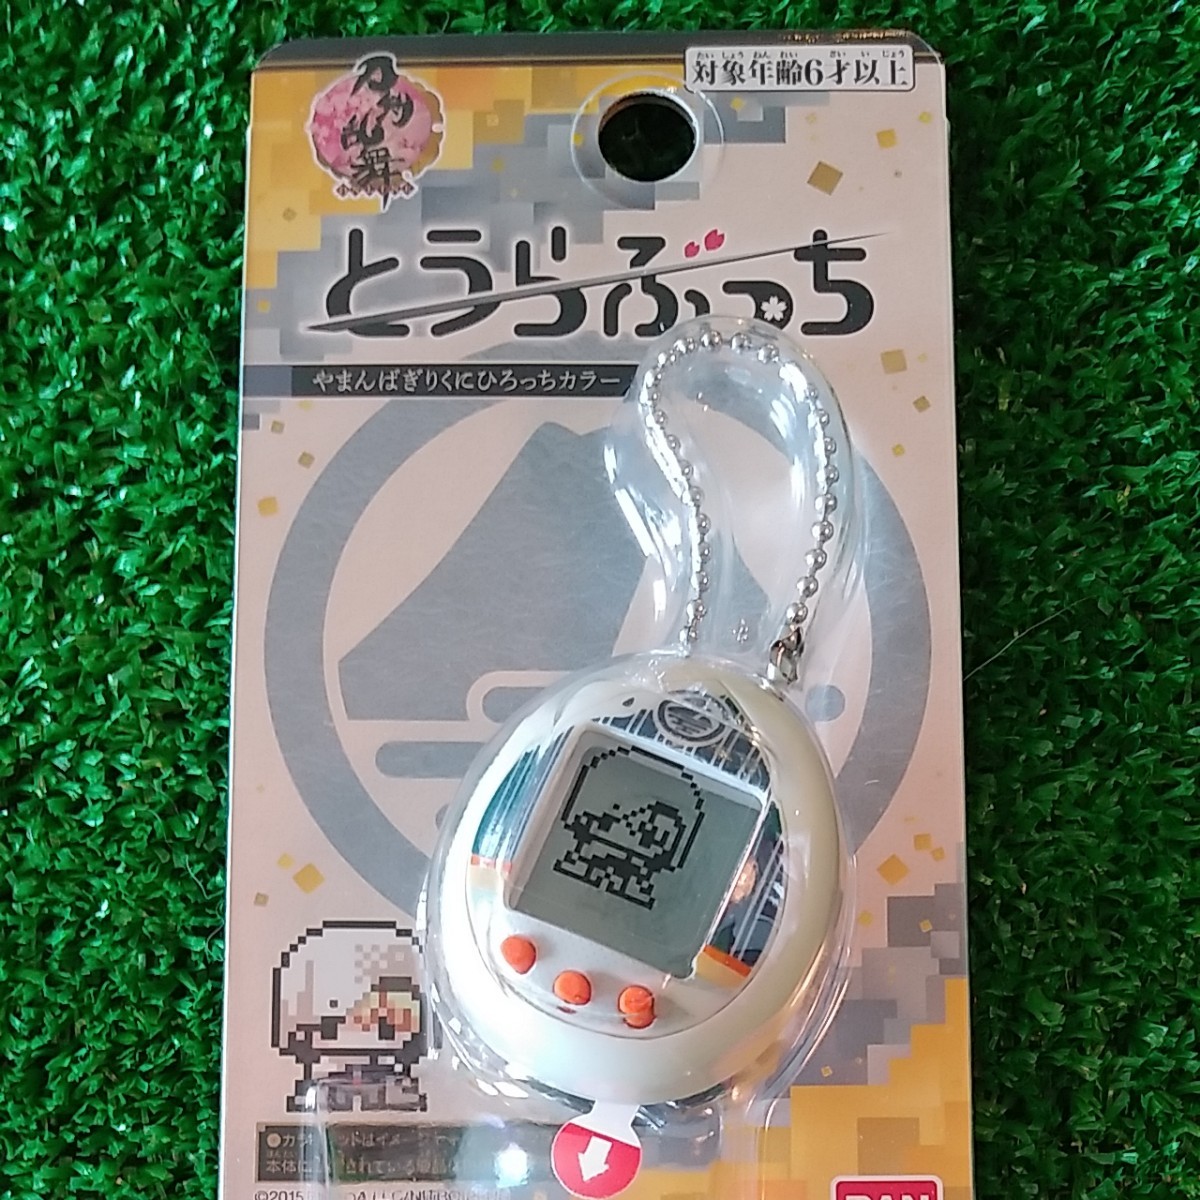 たいしょうねんれい さいいじょう
対象年齢6才以上
刀剣乱舞
とうらぶっち
やまんばぎりくにひろっちカラー
©2015
BAN